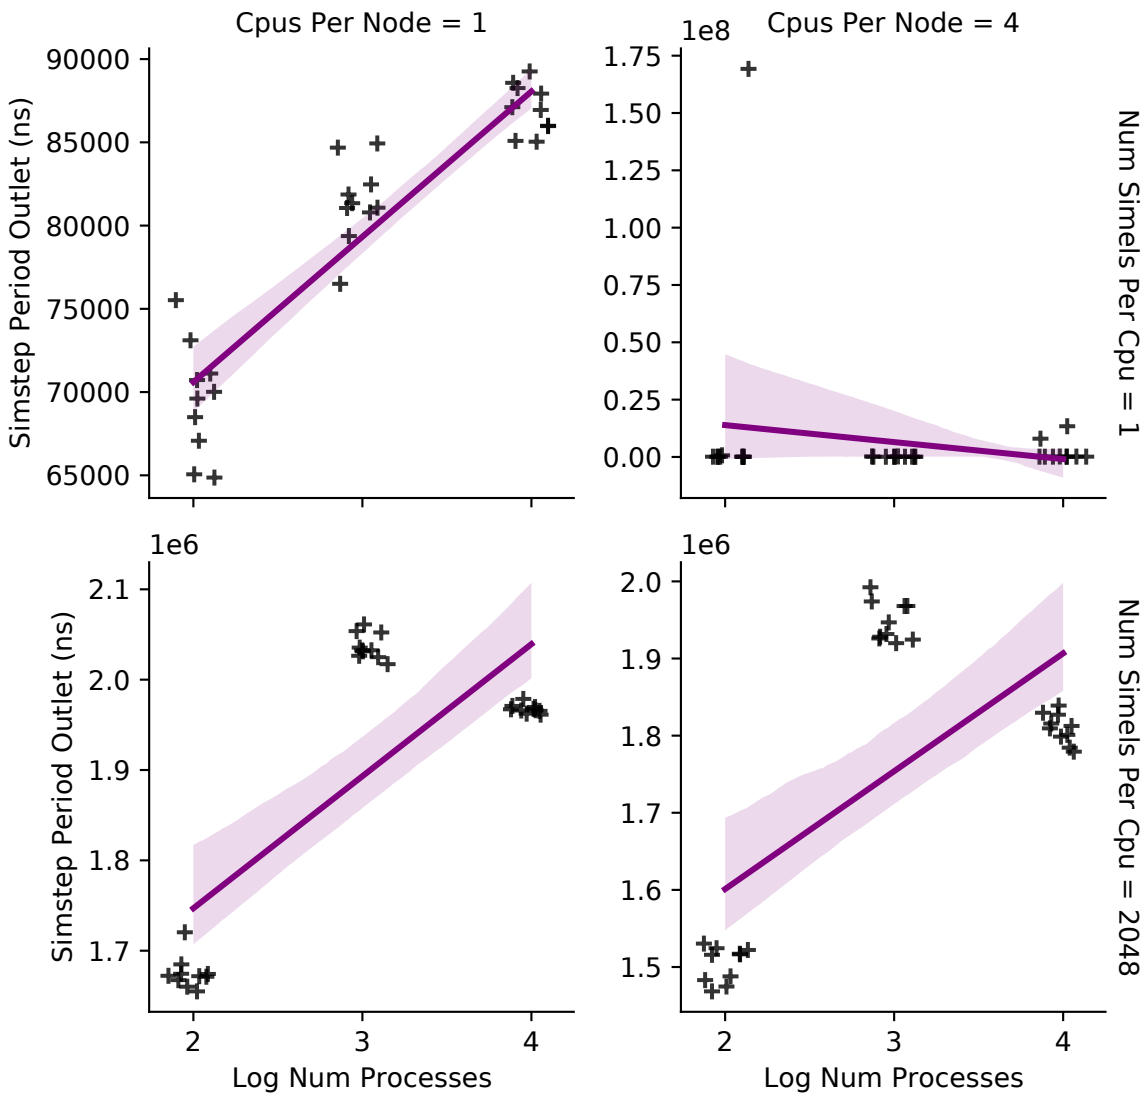 Cpus Per Node = 1
Cpus Per Node = 4
1e8
90000
85000
80000
75000
70000
65000
Simstep Period Outlet (ns)
1.75
1.50
1.25
1.00
0.75
0.50
0.25
0.00
Num Simels Per Cpu = 1
1e6
2.1
2.0
1.9
1.8
1.7
Simstep Period Outlet (ns)
2
3
4
Log Num Processes
1e6
2.0
1.9
1.8
1.7
1.6
1.5
2
3
4
Log Num Processes
Num Simels Per Cpu = 2048